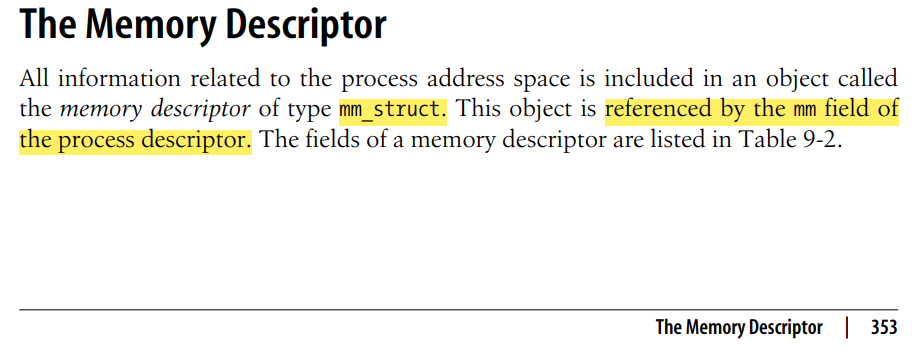 The Memory Descriptor
All information related to the process address space is included in an object called
the memory descriptor of type mm_struct. This object is referenced by the mm field of
the process descriptor. The fields of a memory descriptor are listed in Table 9-2.
The Memory Descriptor | 353